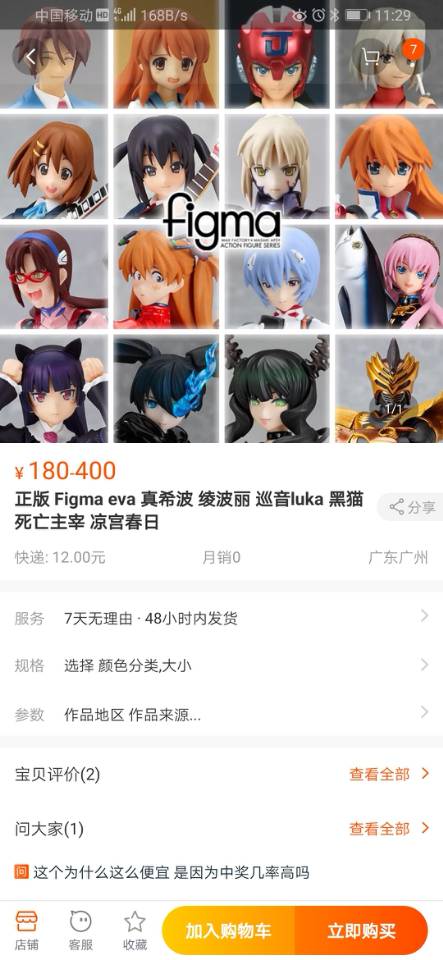 中国移动 HD 4G 168B/s 11:29
7
figma
MAX FACTORY × MASAKI APSY
ACTION FIGURE SERIES
1/1
¥ 180-400
正版 Figma eva 真希波 绫波丽 巡音luka 黑猫
死亡主宰 凉宫春日
分享
快递: 12.00元 月销0 广东广州
服务 7天无理由 · 48小时内发货
规格 选择 颜色分类,大小
参数 作品地区 作品来源...
宝贝评价(2) 查看全部
问大家(1) 查看全部
问 这个为什么这么便宜 是因为中奖几率高吗
店铺 客服 收藏 加入购物车 立即购买